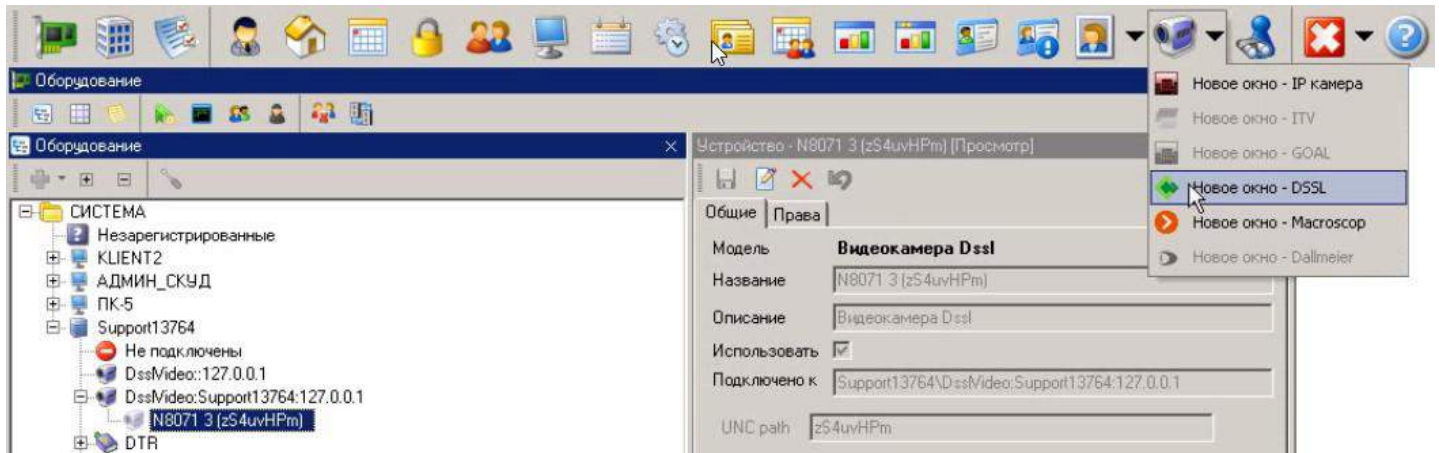 Оборудование
Новое окно - IP камера
Новое окно - ITV
Новое окно - GOAL
Новое окно - DSSL
Новое окно - Macroscop
Новое окно - Dallmeier
Оборудование
СИСТЕМА
Незарегистрированные
KLIENT2
АДМИН_СКУД
ПК-5
Support13764
Не подключены
DsslVideo::127.0.0.1
DsslVideo:Support13764:127.0.0.1
N8071 3 (zS4uvHPm)
DTR
Устройство - N8071 3 (zS4uvHPm) [Просмотр]
Общие Права
Модель Видеокамера Dssl
Название N8071 3 (zS4uvHPm)
Описание Видеокамера Dssl
Использовать
Подключено к Support13764\DsslVideo:Support13764:127.0.0.1
UNC path zS4uvHPm